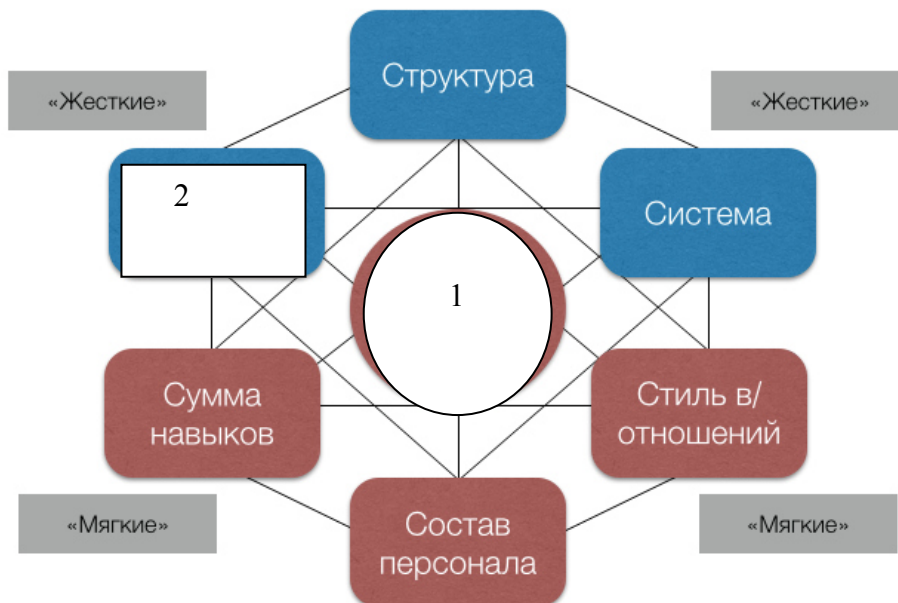 Структура
«Жесткие»
«Жесткие»
2
Система
1
Сумма
навыков
Стиль в/
отношений
«Мягкие»
Состав
персонала
«Мягкие»